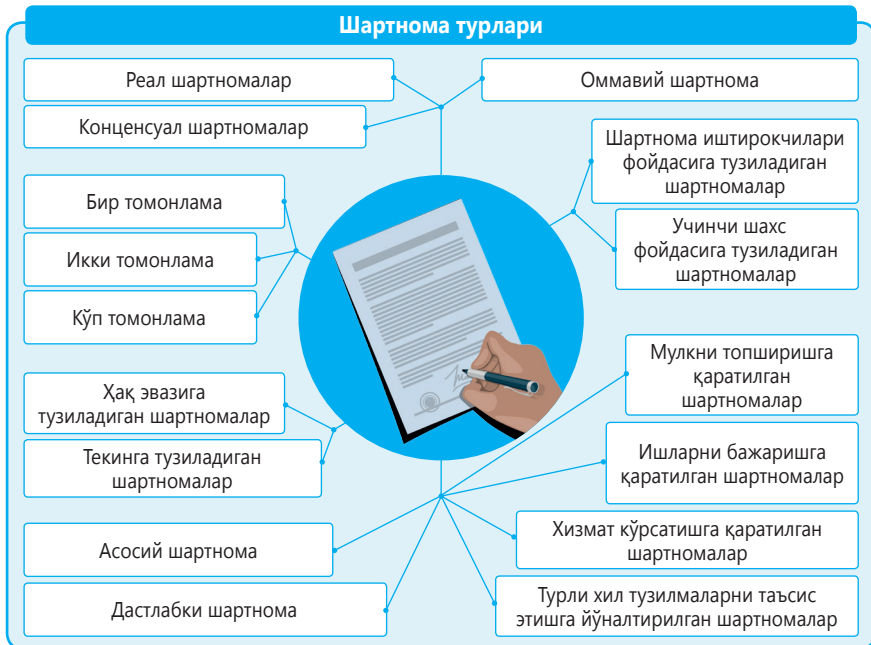 Шартнома турлари
Реал шартномалар
Конценсуал шартномалар
Оммавий шартнома
Шартнома иштирокчилари
фойдасига тузиладиган
шартномалар
Учинчи шахс
фойдасига тузиладиган
шартномалар
Бир томонлама
Икки томонлама
Кўп томонлама
Ҳақ эвазига
тузиладиган шартномалар
Текинга тузиладиган
шартномалар
Асосий шартнома
Дастлабки шартнома
Мулкни топширишга
қаратилган
шартномалар
Ишларни бажаришга
қаратилган шартномалар
Хизмат кўрсатишга қаратилган
шартномалар
Турли хил тузилмаларни таъсис
этишга йўналтирилган шартномалар